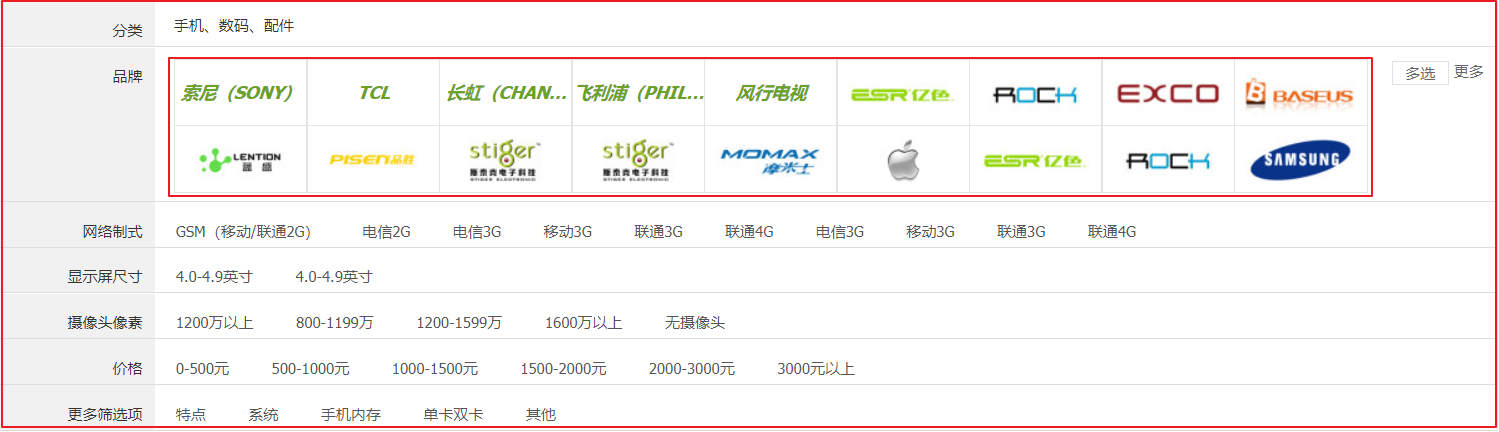 分类 手机、数码、配件
品牌 索尼（SONY） TCL 长虹（CHAN... 飞利浦（PHIL... 风行电视 ESR亿色 ROCK EXCO BASEUS 多选 更多
LENTION 蓝盛 PISEN品胜 stiger 斯泰克电子科技 STIGER ELECTRONIC stiger 斯泰克电子科技 STIGER ELECTRONIC MOMAX 摩米士 ESR亿色 ROCK SAMSUNG
网络制式 GSM（移动/联通2G） 电信2G 电信3G 移动3G 联通3G 联通4G 电信3G 移动3G 联通3G 联通4G
显示屏尺寸 4.0-4.9英寸 4.0-4.9英寸
摄像头像素 1200万以上 800-1199万 1200-1599万 1600万以上 无摄像头
价格 0-500元 500-1000元 1000-1500元 1500-2000元 2000-3000元 3000元以上
更多筛选项 特点 系统 手机内存 单卡双卡 其他